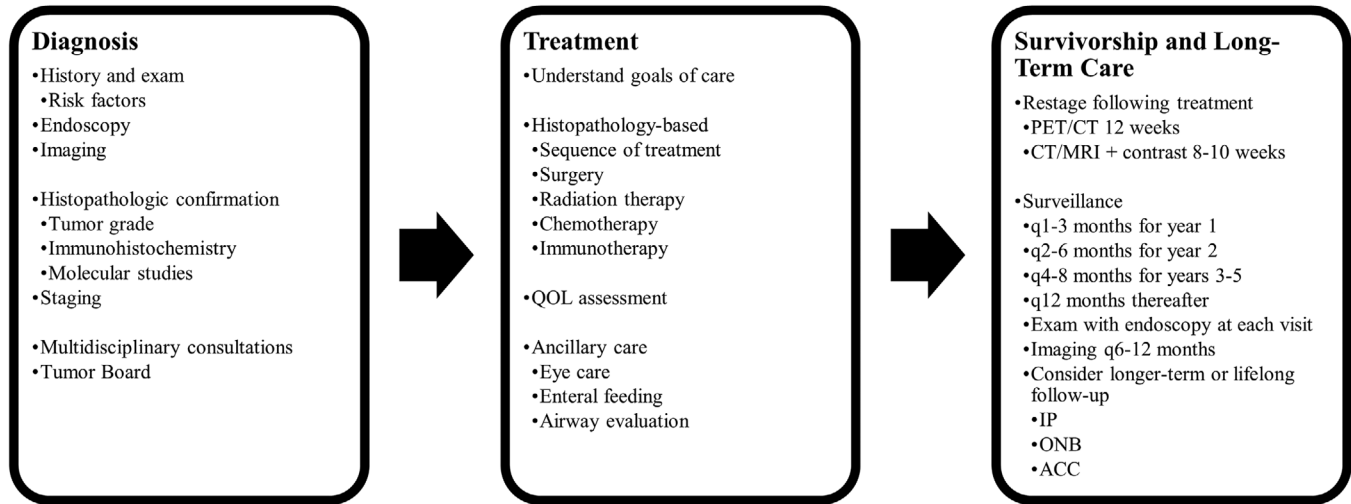 Diagnosis
•History and exam
•Risk factors
•Endoscopy
•Imaging
•Histopathologic confirmation
•Tumor grade
•Immunohistochemistry
•Molecular studies
•Staging
•Multidisciplinary consultations
•Tumor Board
Treatment
•Understand goals of care
•Histopathology-based
•Sequence of treatment
•Surgery
•Radiation therapy
•Chemotherapy
•Immunotherapy
•QOL assessment
•Ancillary care
•Eye care
•Enteral feeding
•Airway evaluation
Survivorship and Long-
Term Care
•Restage following treatment
•PET/CT 12 weeks
•CT/MRI + contrast 8-10 weeks
•Surveillance
•q1-3 months for year 1
•q2-6 months for year 2
•q4-8 months for years 3-5
•q12 months thereafter
•Exam with endoscopy at each visit
•Imaging q6-12 months
•Consider longer-term or lifelong
follow-up
•IP
•ONB
•ACC